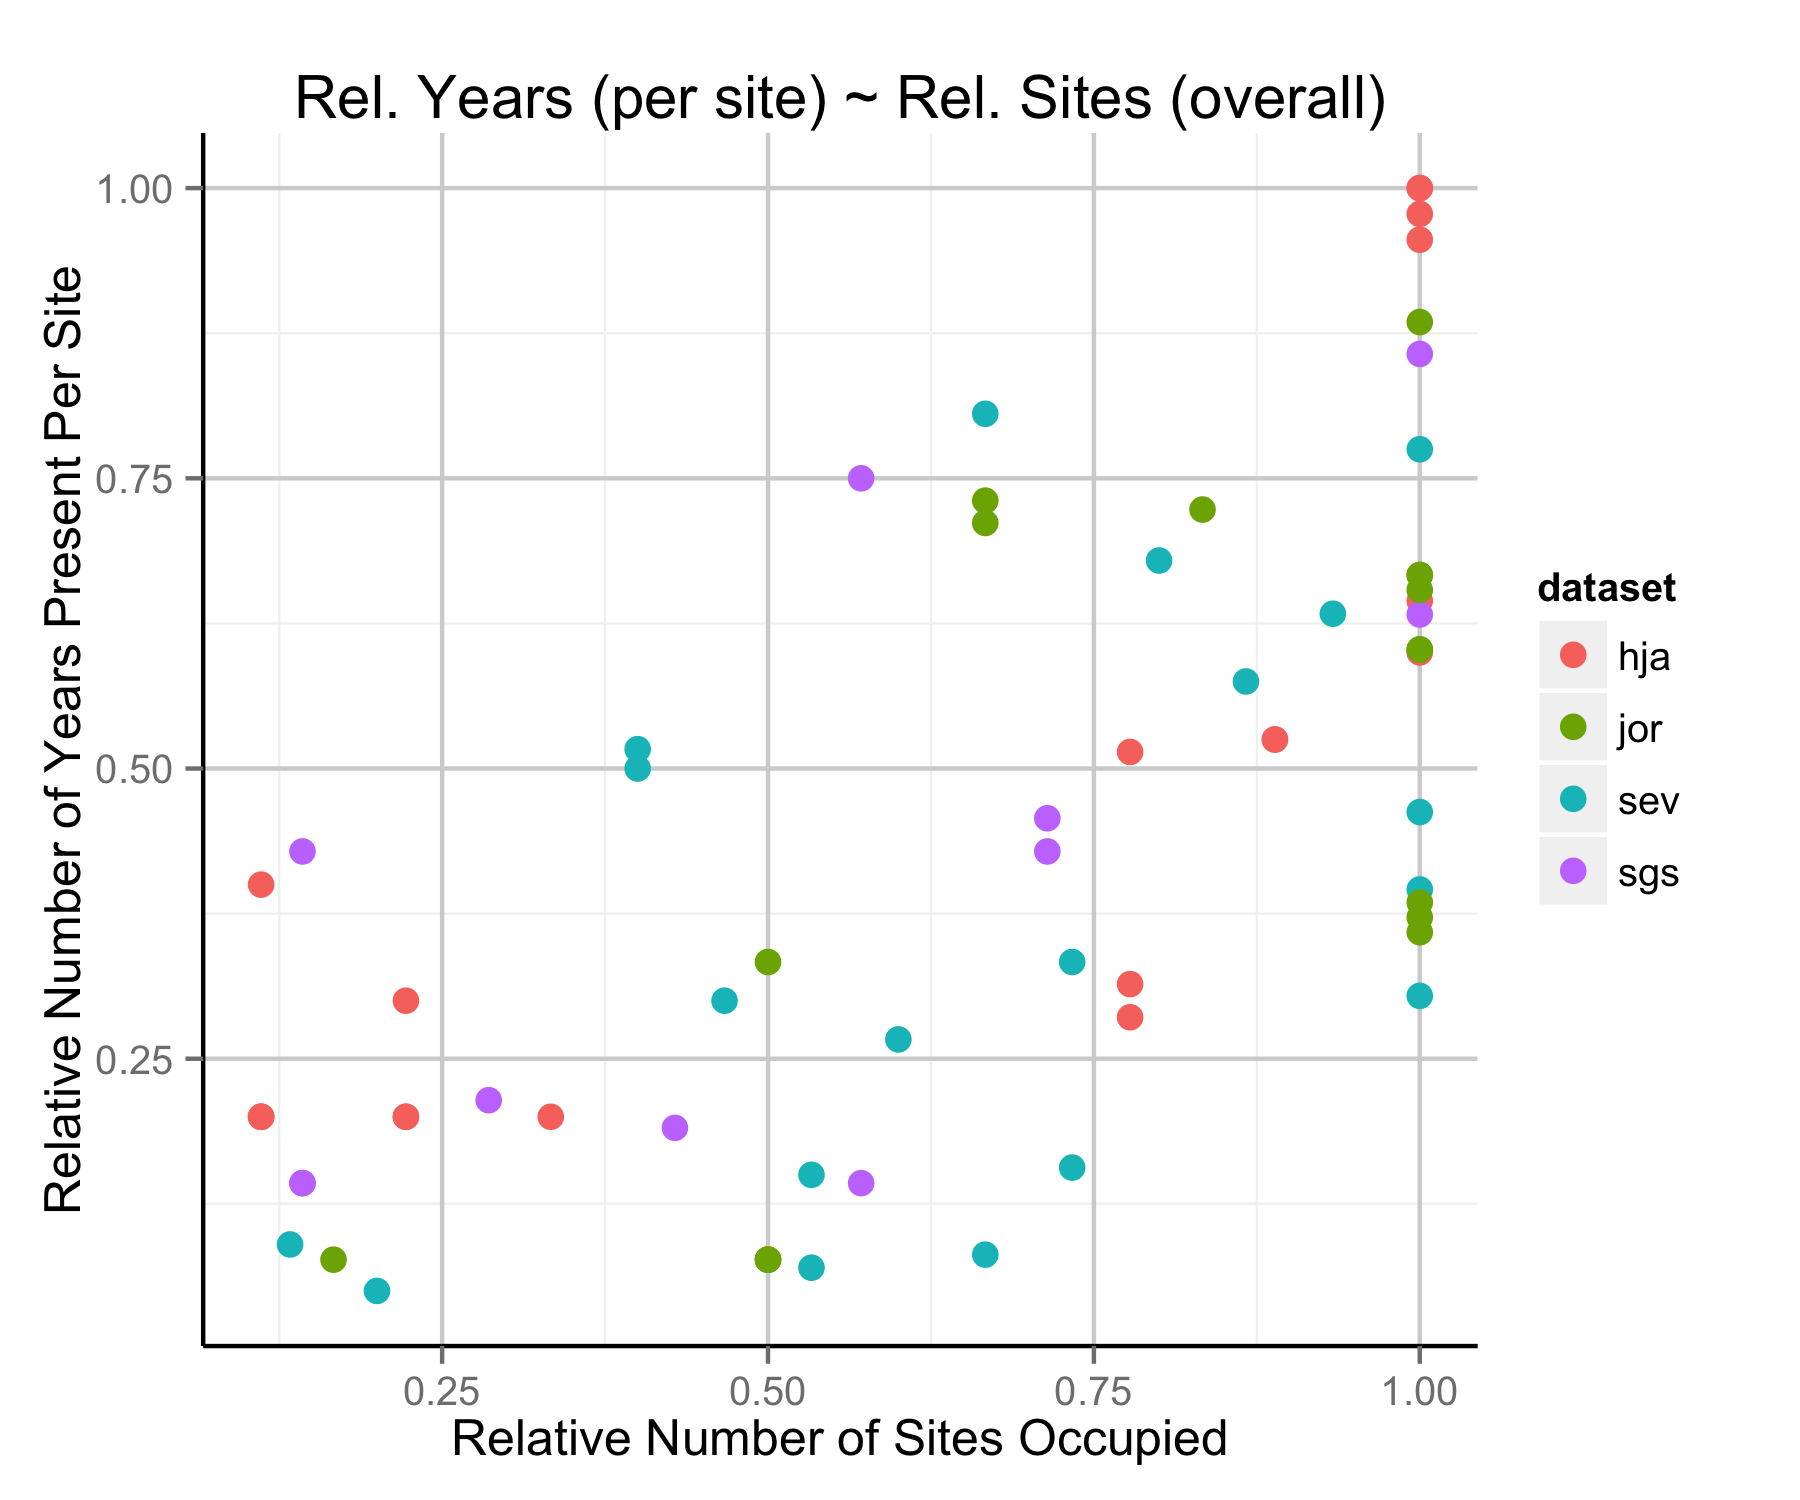 Rel. Years (per site) ~ Rel. Sites (overall)
Relative Number of Years Present Per Site
1.00
0.75
0.50
0.25
0.25 0.50 0.75 1.00
Relative Number of Sites Occupied
dataset
hja
jor
sev
sgs